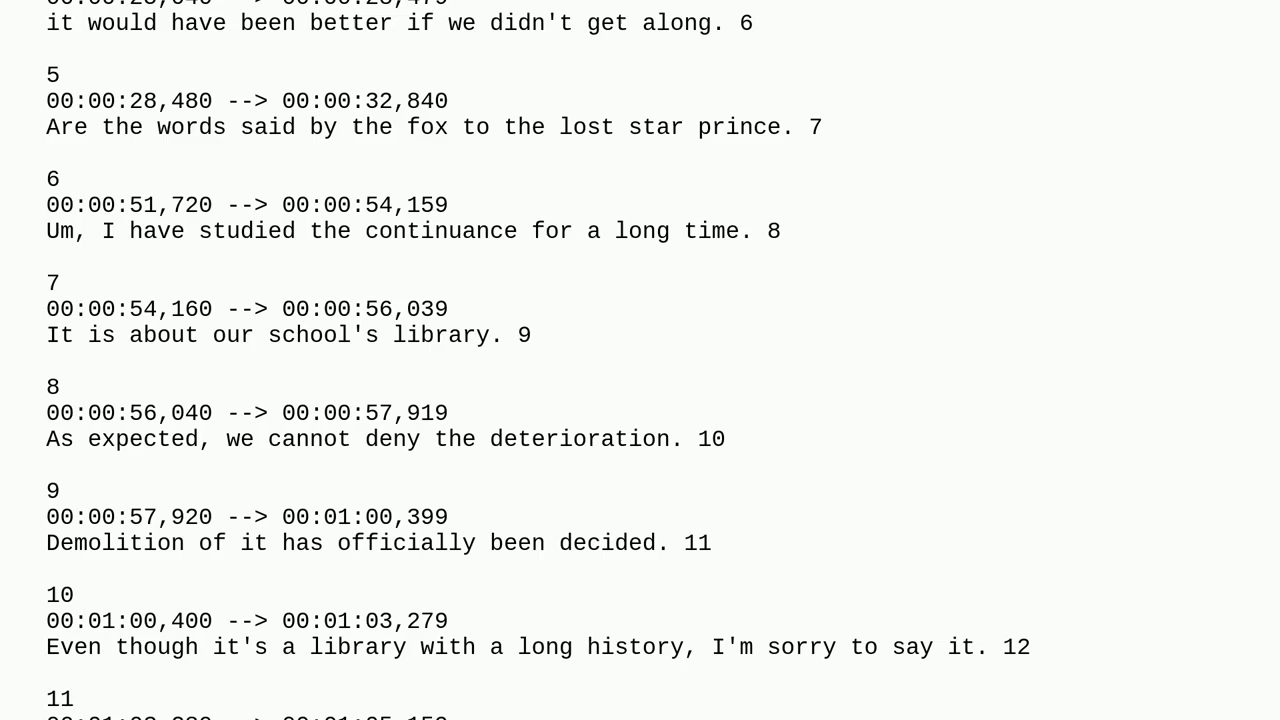 it would have been better if we didn't get along. 6
5
00:00:28,480 --> 00:00:32,840
Are the words said by the fox to the lost star prince. 7
6
00:00:51,720 --> 00:00:54,159
Um, I have studied the continuance for a long time. 8
7
00:00:54,160 --> 00:00:56,039
It is about our school's library. 9
8
00:00:56,040 --> 00:00:57,919
As expected, we cannot deny the deterioration. 10
9
00:00:57,920 --> 00:01:00,399
Demolition of it has officially been decided. 11
10
00:01:00,400 --> 00:01:03,279
Even though it's a library with a long history, I'm sorry to say it. 12
11